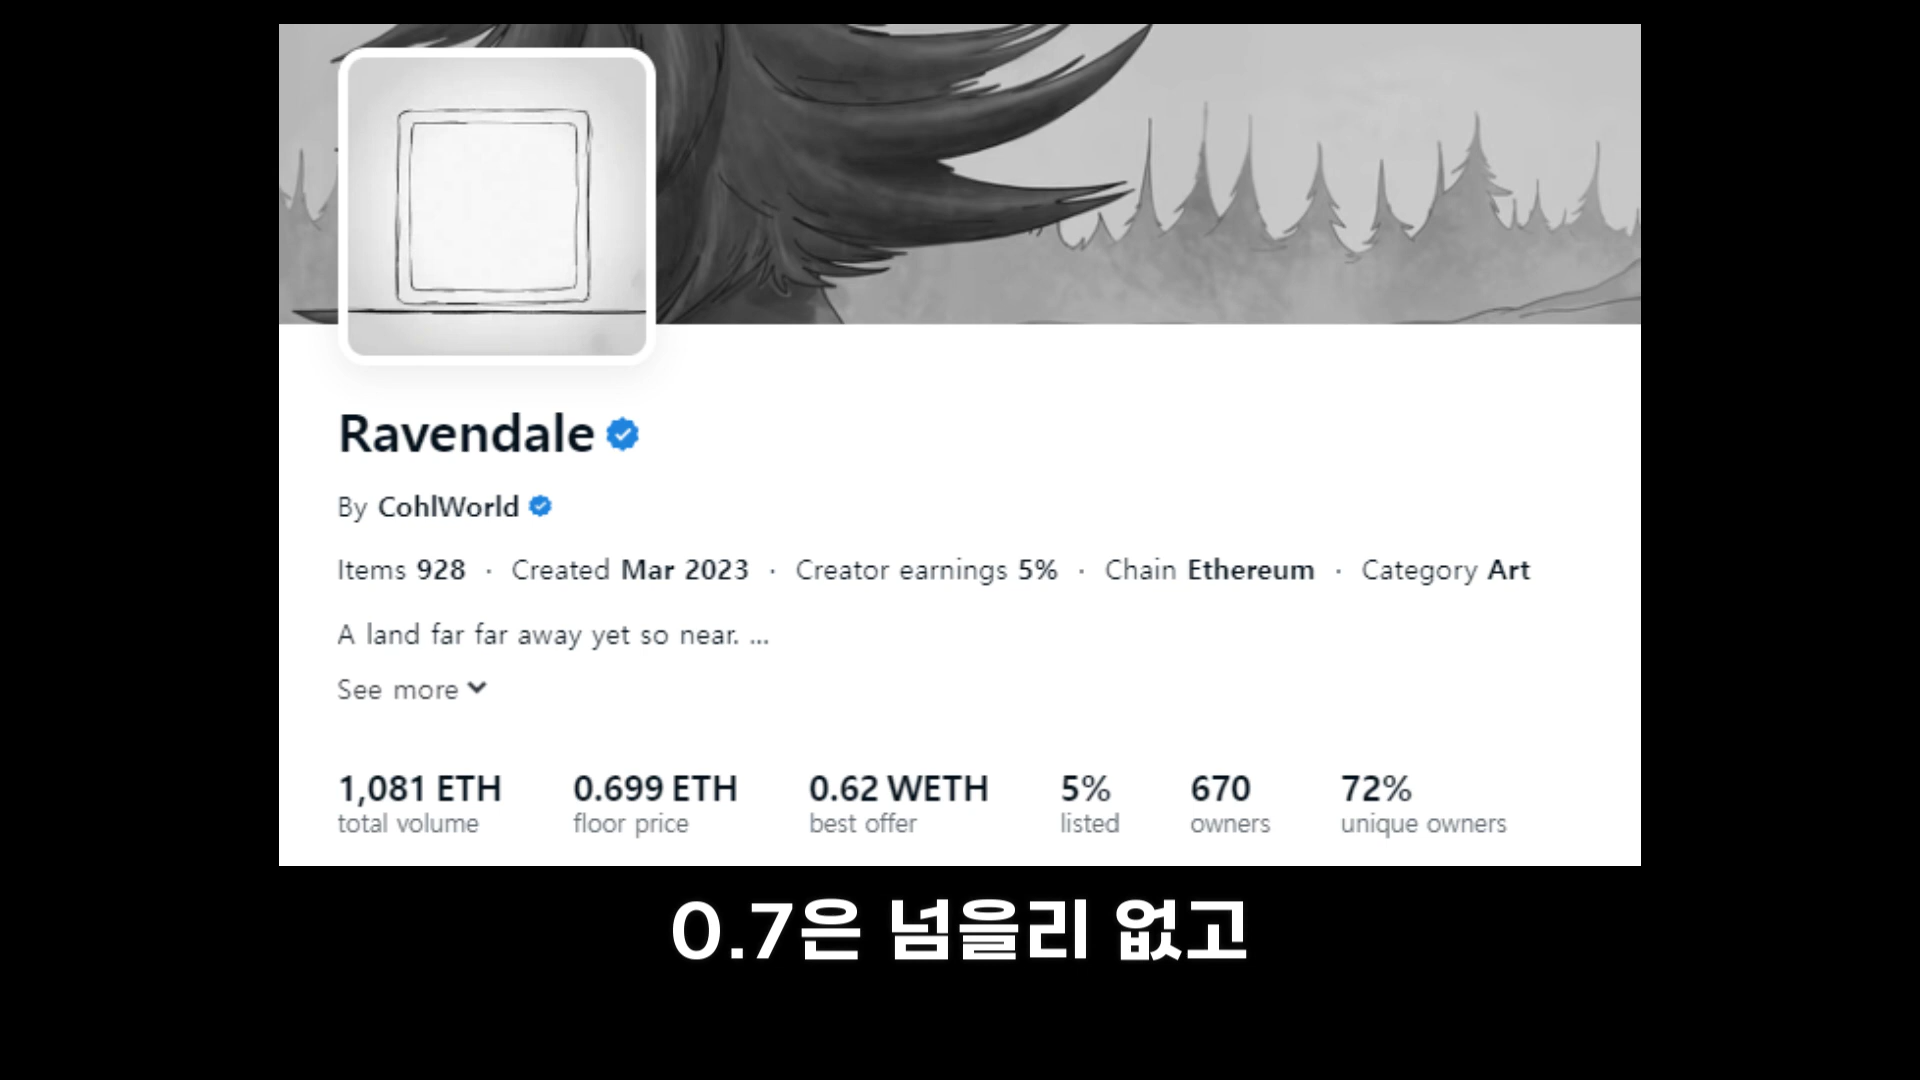 Ravendale
By CohlWorld
Items 928 · Created Mar 2023 · Creator earnings 5% · Chain Ethereum · Category Art
A land far far away yet so near. ...
See more
1,081 ETH 0.699 ETH 0.62 WETH 5% 670 72%
total volume floor price best offer listed owners unique owners
0.7은 넘을리 없고